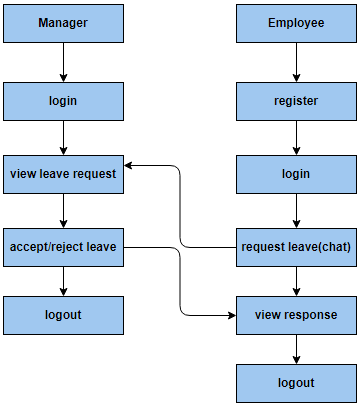 Manager
login
view leave request
accept/reject leave
logout
Employee
register
login
request leave(chat)
view response
logout